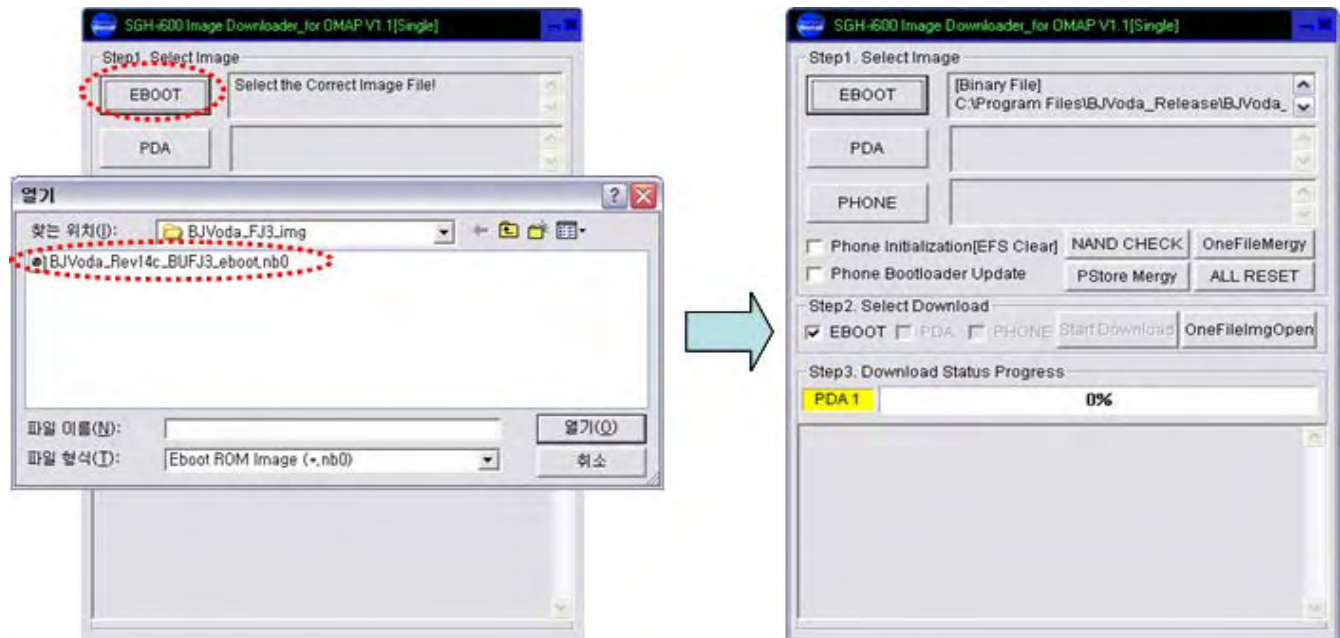 SGH-i600 Image Downloader_for OMAP V1.1[Single]
Step1. Select Image
EBOOT
Select the Correct Image File!
PDA
열기
찾는 위치(I):
BJVoda_FJ3_img
BJVoda_Rev14c_BUFJ3_eboot.nb0
파일 이름(N):
열기(O)
파일 형식(T):
Eboot ROM Image (*.nb0)
취소
SGH-i600 Image Downloader_for OMAP V1.1[Single]
Step1. Select Image
EBOOT
[Binary File]
C:\Program Files\BJVoda_Release\BJVoda_
PDA
PHONE
Phone Initialization[EFS Clear]
NAND CHECK
OneFileMergy
Phone Bootloader Update
PStore Mergy
ALL RESET
Step2. Select Download
EBOOT
PDA
PHONE
Start Download
OneFileImgOpen
Step3. Download Status Progress
PDA 1
0%